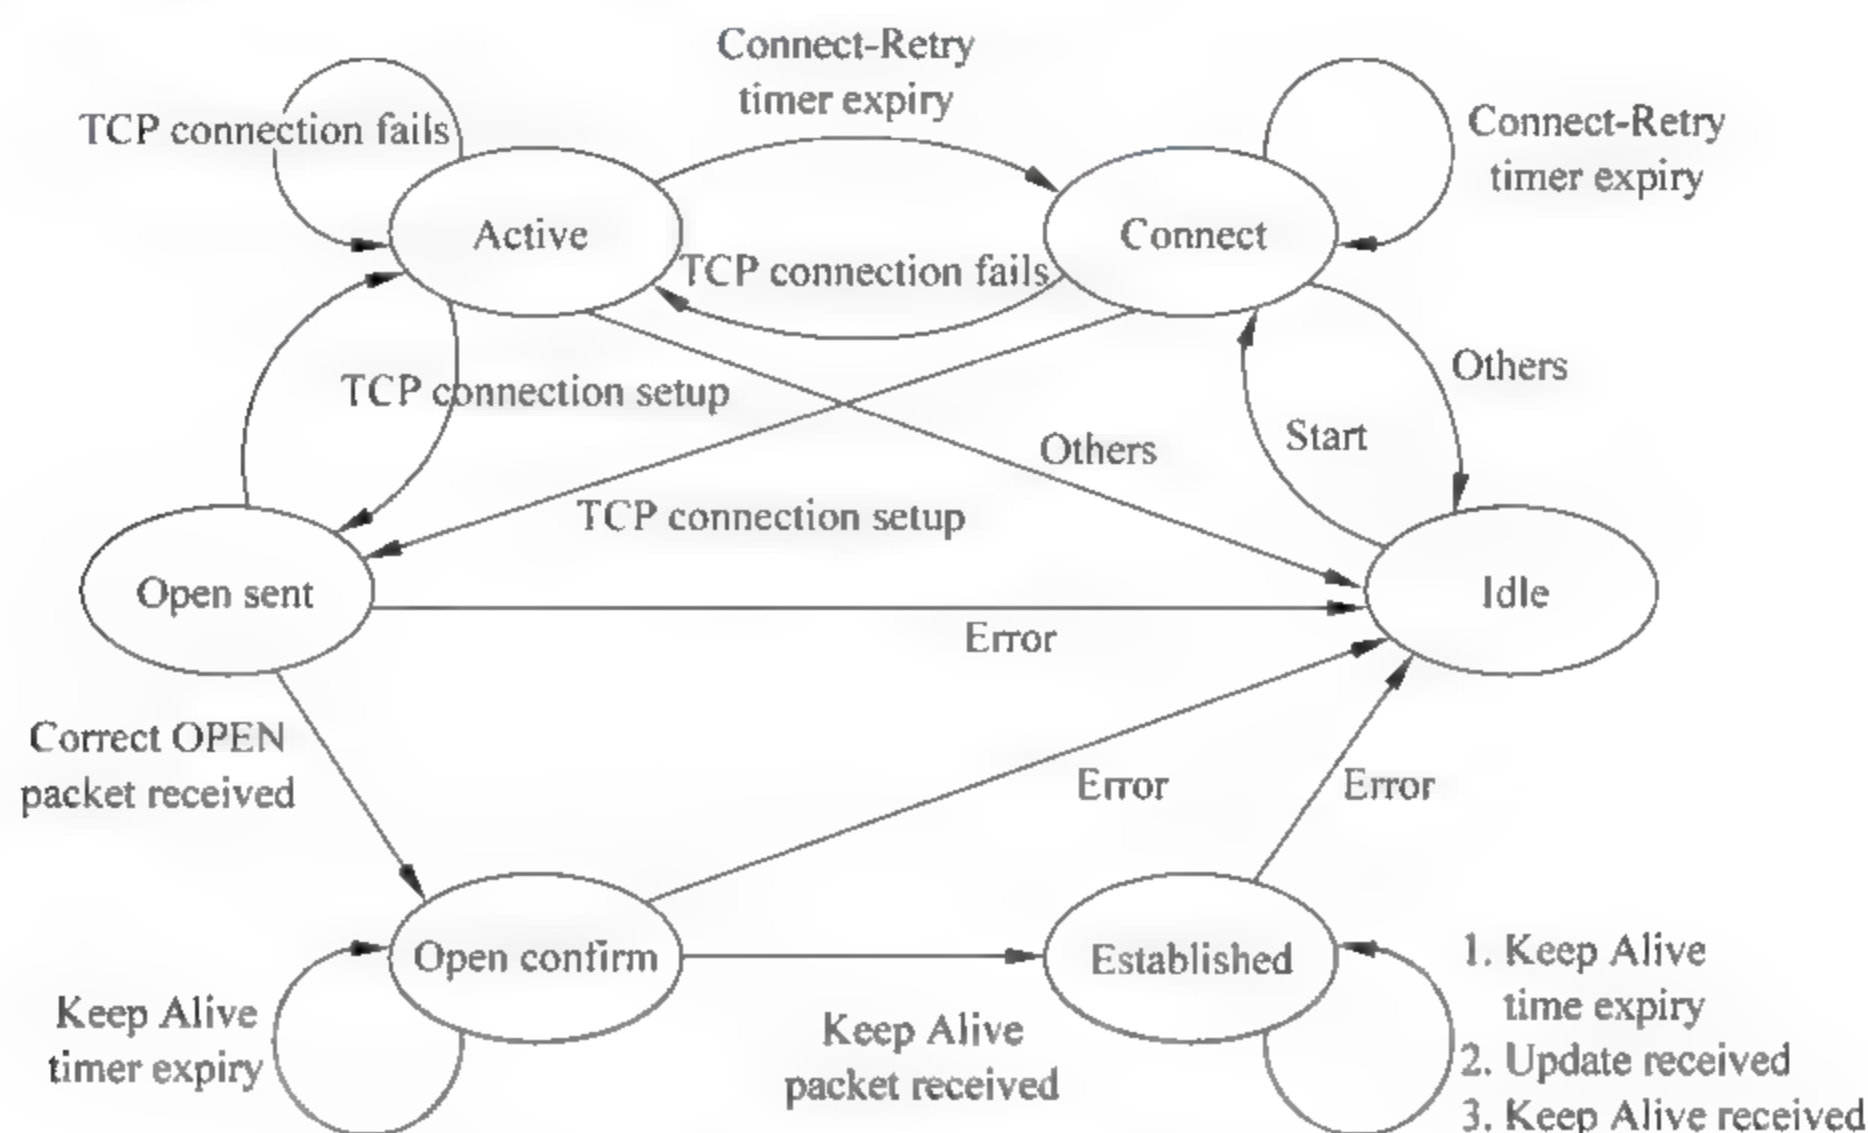 Connect-Retry
timer expiry
TCP connection fails
Connect-Retry
timer expiry
Active
Connect
TCP connection fails
Others
TCP connection setup
Start
Others
TCP connection setup
Open sent
Idle
Error
Correct OPEN
packet received
Error
Error
Open confirm
Established
1. Keep Alive
time expiry
2. Update received
3. Keep Alive received
Keep Alive
timer expiry
Keep Alive
packet received